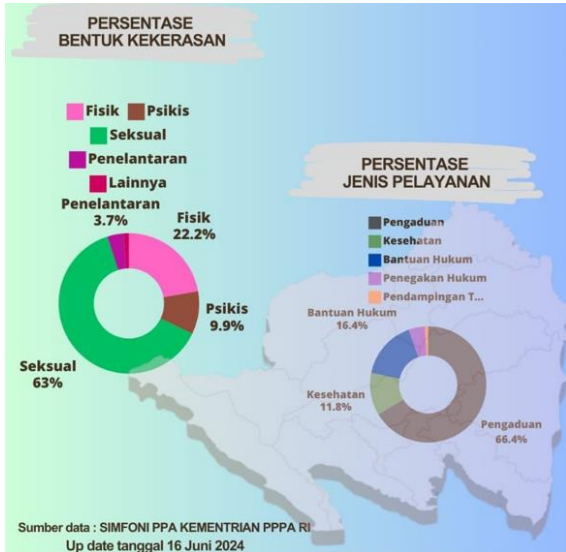 PERSENTASE
BENTUK KEKERASAN
Fisik Psikis
Seksual
Penelantaran
Lainnya
Penelantaran
3.7%
Fisik
22.2%
Psikis
9.9%
Seksual
63%
PERSENTASE
JENIS PELAYANAN
Pengaduan
Kesehatan
Bantuan Hukum
Penegakan Hukum
Pendampingan T...
Bantuan Hukum
16.4%
Kesehatan
11.8%
Pengaduan
66.4%
Sumber data : SIMFONI PPA KEMENTRIAN PPPA RI
Up date tanggal 16 Juni 2024